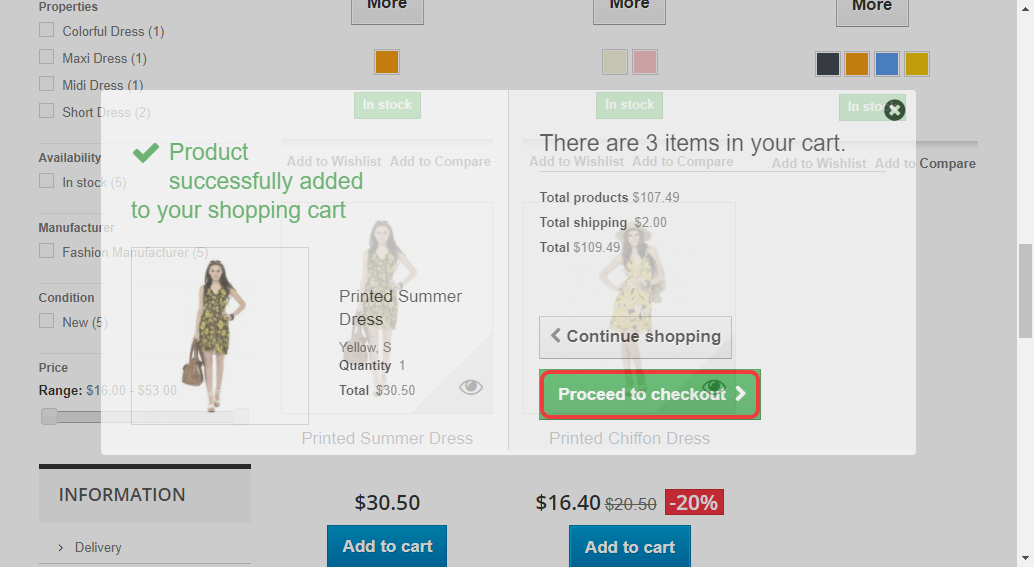 Properties
Colorful Dress (1)
Maxi Dress (1)
Midi Dress (1)
Short Dress (2)
Availability
In stock (5)
Manufacturer
Fashion Manufacturer (5)
Condition
New (5)
Price
Range: $16.00 - $53.00
INFORMATION
Delivery
More
More
More
In stock
In stock
In stock
Add to Wishlist Add to Compare
Add to Wishlist Add to Compare
Add to Wishlist Add to Compare
Product
successfully added
to your shopping cart
Printed Summer
Dress
Yellow, S
Quantity 1
Total $30.50
There are 3 items in your cart.
Total products $107.49
Total shipping $2.00
Total $109.49
Continue shopping
Proceed to checkout
Printed Summer Dress
Printed Chiffon Dress
$30.50
$16.40 $20.50 -20%
Add to cart
Add to cart